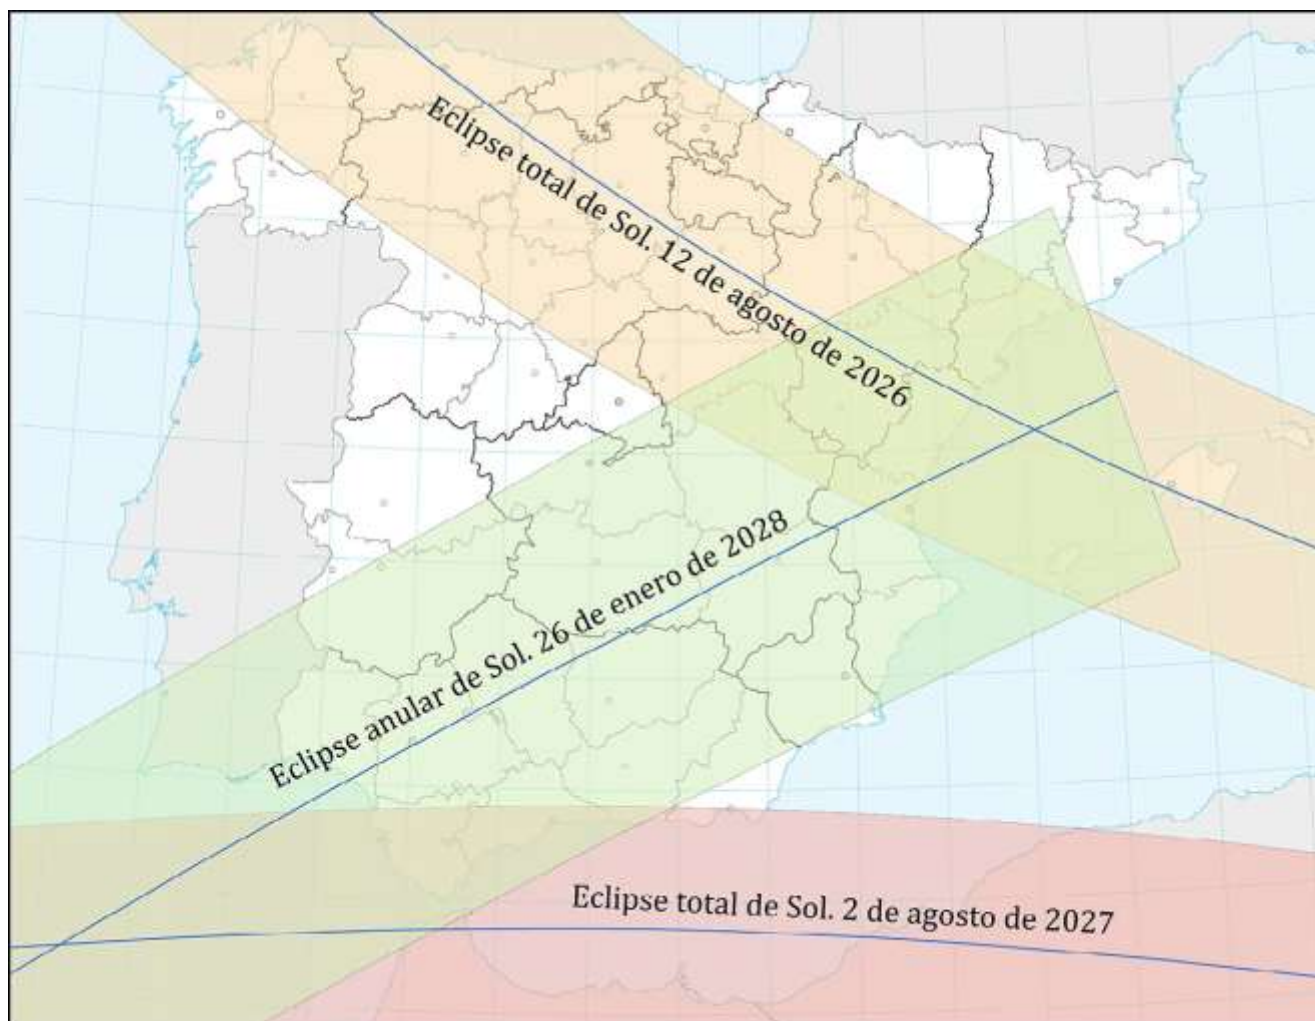 Eclipse total de Sol. 12 de agosto de 2026
Eclipse anular de Sol. 26 de enero de 2028
Eclipse total de Sol. 2 de agosto de 2027